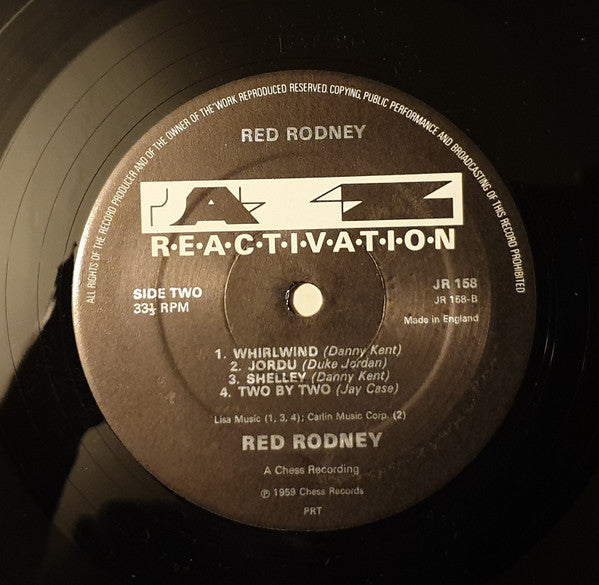 ALL RIGHTS OF THE RECORD PRODUCER AND OF THE OWNER OF THE WORK REPRODUCED RESERVED. COPYING, PUBLIC PERFORMANCE AND BROADCASTING OF THIS RECORD PROHIBITED
RED RODNEY
JAZZ
R·E·A·C·T·I·V·A·T·I·O·N
SIDE TWO
33⅓ RPM
JR 158
JR 158-B
Made in England
1. WHIRLWIND (Danny Kent)
2. JORDU (Duke Jordan)
3. SHELLEY (Danny Kent)
4. TWO BY TWO (Jay Case)
Lisa Music (1, 3, 4); Carlin Music Corp. (2)
RED RODNEY
A Chess Recording
℗ 1959 Chess Records
PRT